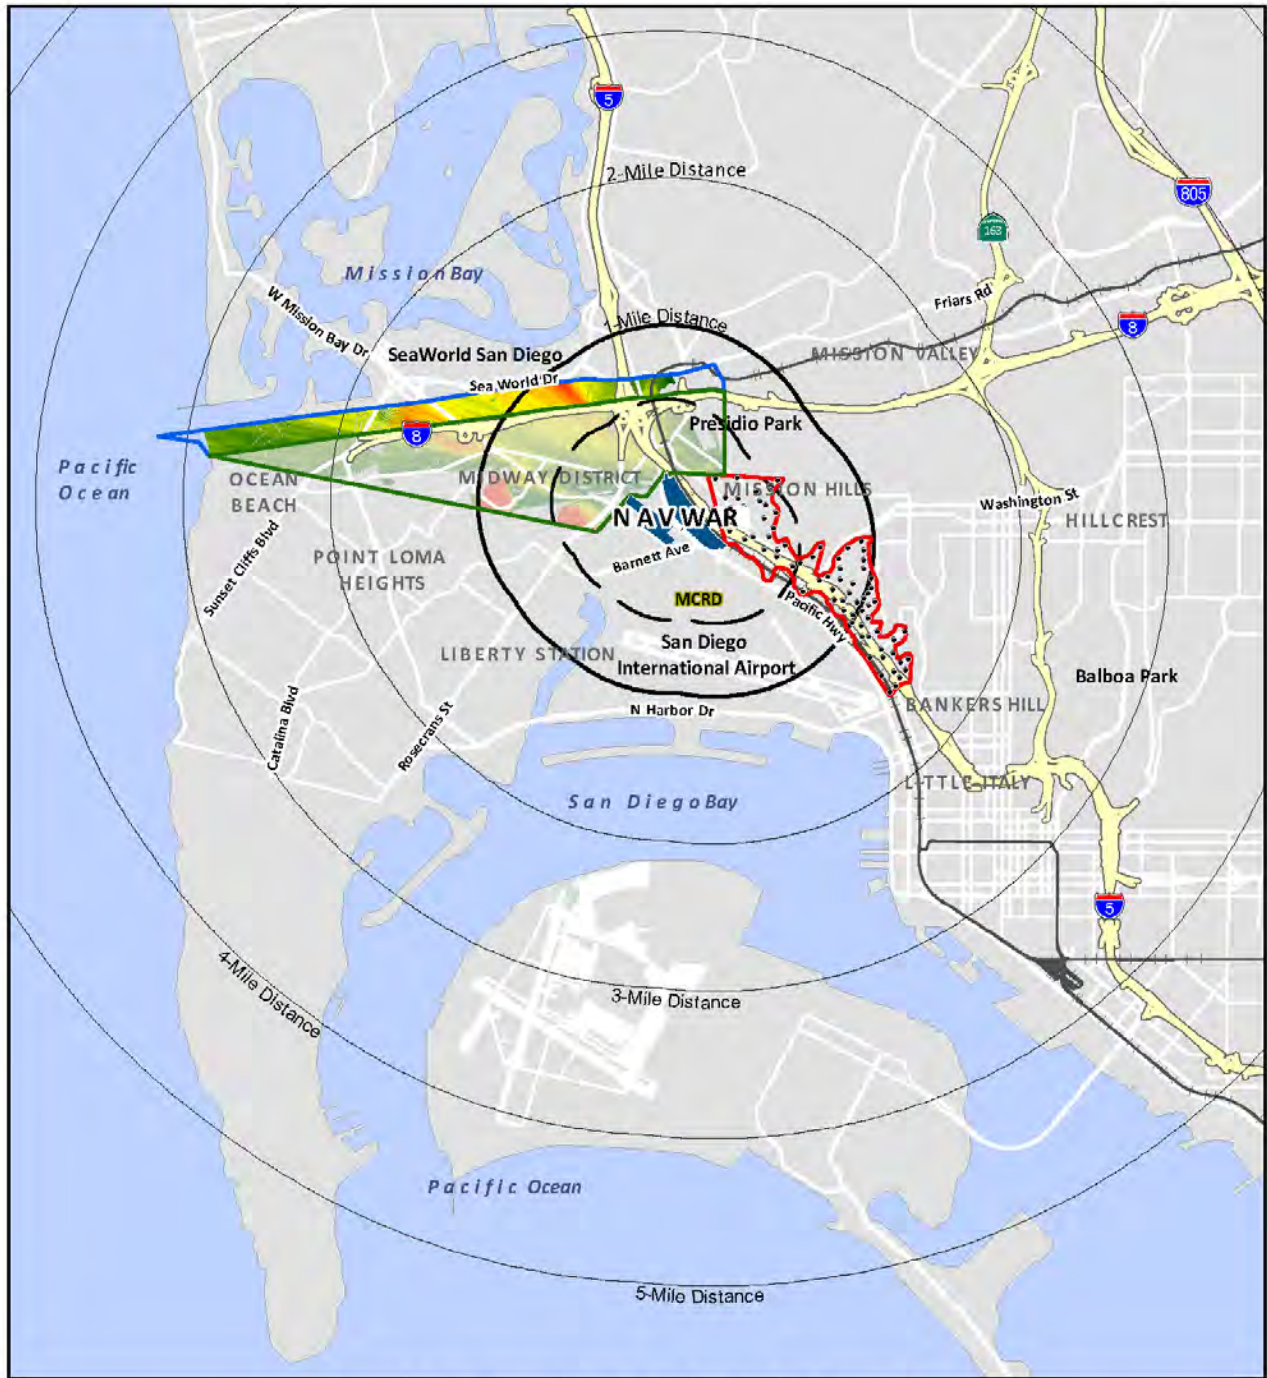 5
2-Mile Distance
805
163
Mission Bay
Friars Rd
W Mission Bay Dr
1-Mile Distance
8
SeaWorld San Diego
MISSION VALLEY
Sea World Dr
Presidio Park
8
Pacific
Ocean
OCEAN
BEACH
MIDWAY DISTRICT
MISSION HILLS
Washington St
HILLCREST
NAVWAR
Sunset Cliffs Blvd
POINT LOMA
HEIGHTS
Barnett Ave
MCRD
Pacific Hwy
San Diego
International Airport
LIBERTY STATION
Balboa Park
BANKERS HILL
N Harbor Dr
Catalina Blvd
Rosecrans St
LITTLE ITALY
San Diego Bay
5
4-Mile Distance
3-Mile Distance
Pacific Ocean
5-Mile Distance